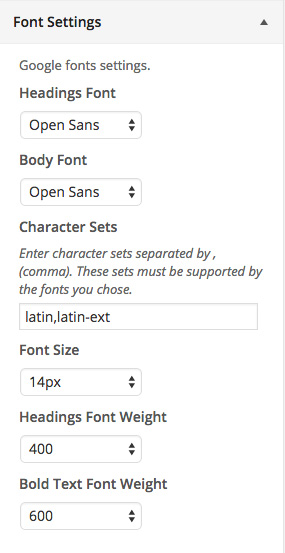 Font Settings
Google fonts settings.
Headings Font
Open Sans
Body Font
Open Sans
Character Sets
Enter character sets separated by ,
(comma). These sets must be supported by
the fonts you chose.
latin,latin-ext
Font Size
14px
Headings Font Weight
400
Bold Text Font Weight
600